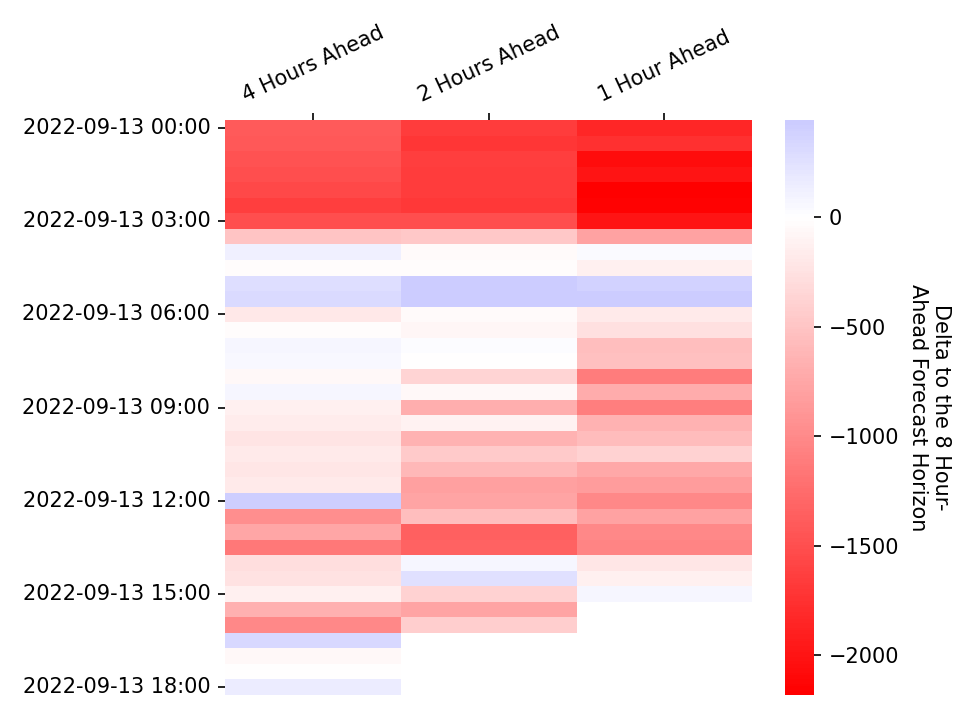 4 Hours Ahead
2 Hours Ahead
1 Hour Ahead
2022-09-13 00:00
2022-09-13 03:00
2022-09-13 06:00
2022-09-13 09:00
2022-09-13 12:00
2022-09-13 15:00
2022-09-13 18:00
0
−500
−1000
−1500
−2000
Delta to the 8 Hour-
Ahead Forecast Horizon